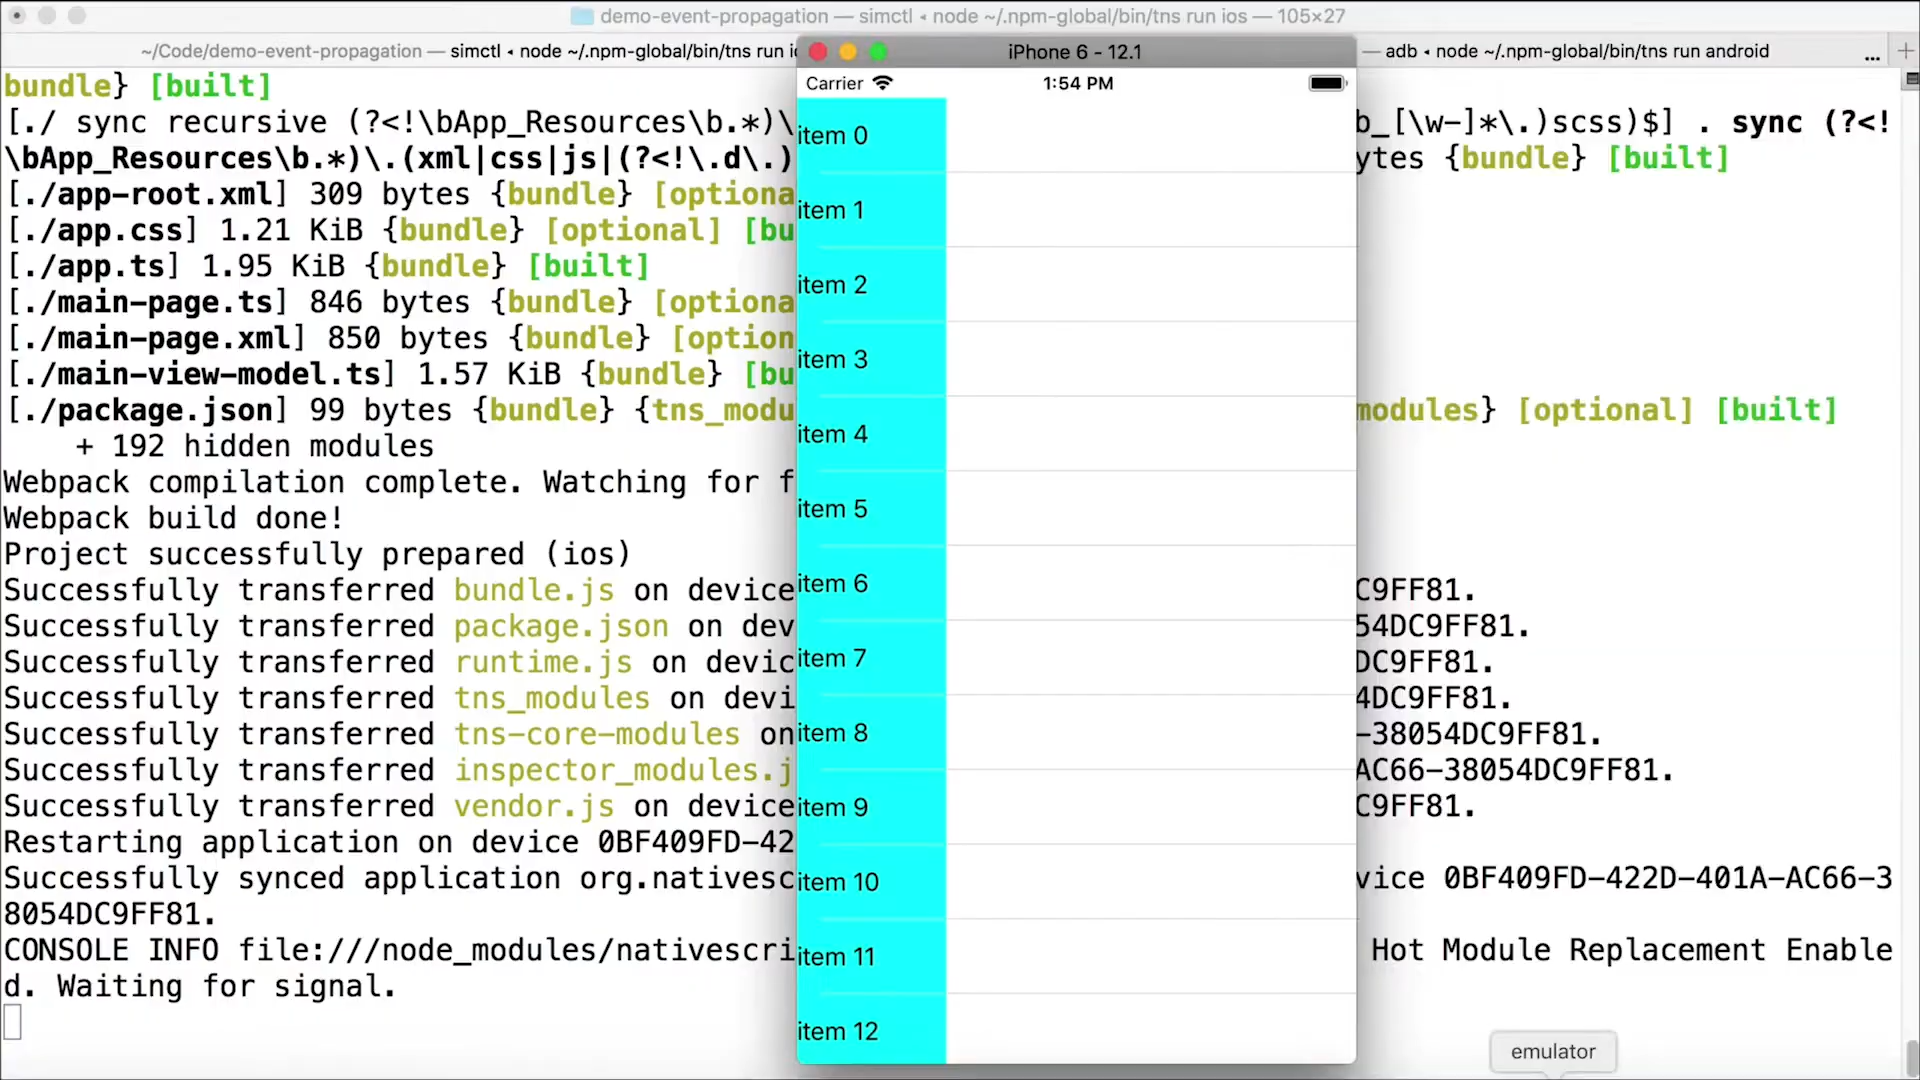 demo-event-propagation — simctl ◂ node ~/.npm-global/bin/tns run ios — 105×27
~/Code/demo-event-propagation — simctl ◂ node ~/.npm-global/bin/tns run
— adb ◂ node ~/.npm-global/bin/tns run android
...
+
iPhone 6 - 12.1
Carrier
1:54 PM
item 0
item 1
item 2
item 3
item 4
item 5
item 6
item 7
item 8
item 9
item 10
item 11
item 12
bundle} [built]
[./ sync recursive (?<!\bApp_Resources\b.*)\ b_[\w-]*\.)scss)$] . sync (?<!
\bApp_Resources\b.*)\.(xml|css|js|(?<!\.d\.) ytes {bundle} [built]
[./app-root.xml] 309 bytes {bundle} [optiona
[./app.css] 1.21 KiB {bundle} [optional] [bu
[./app.ts] 1.95 KiB {bundle} [built]
[./main-page.ts] 846 bytes {bundle} [optiona
[./main-page.xml] 850 bytes {bundle} [option
[./main-view-model.ts] 1.57 KiB {bundle} [bu
[./package.json] 99 bytes {bundle} {tns_modu modules} [optional] [built]
+ 192 hidden modules
Webpack compilation complete. Watching for f
Webpack build done!
Project successfully prepared (ios)
Successfully transferred bundle.js on device C9FF81.
Successfully transferred package.json on dev 54DC9FF81.
Successfully transferred runtime.js on devic DC9FF81.
Successfully transferred tns_modules on devi 4DC9FF81.
Successfully transferred tns-core-modules on -38054DC9FF81.
Successfully transferred inspector_modules.j AC66-38054DC9FF81.
Successfully transferred vendor.js on device C9FF81.
Restarting application on device 0BF409FD-42
Successfully synced application org.nativesc vice 0BF409FD-422D-401A-AC66-3
8054DC9FF81.
CONSOLE INFO file:///node_modules/nativescri Hot Module Replacement Enable
d. Waiting for signal.
emulator